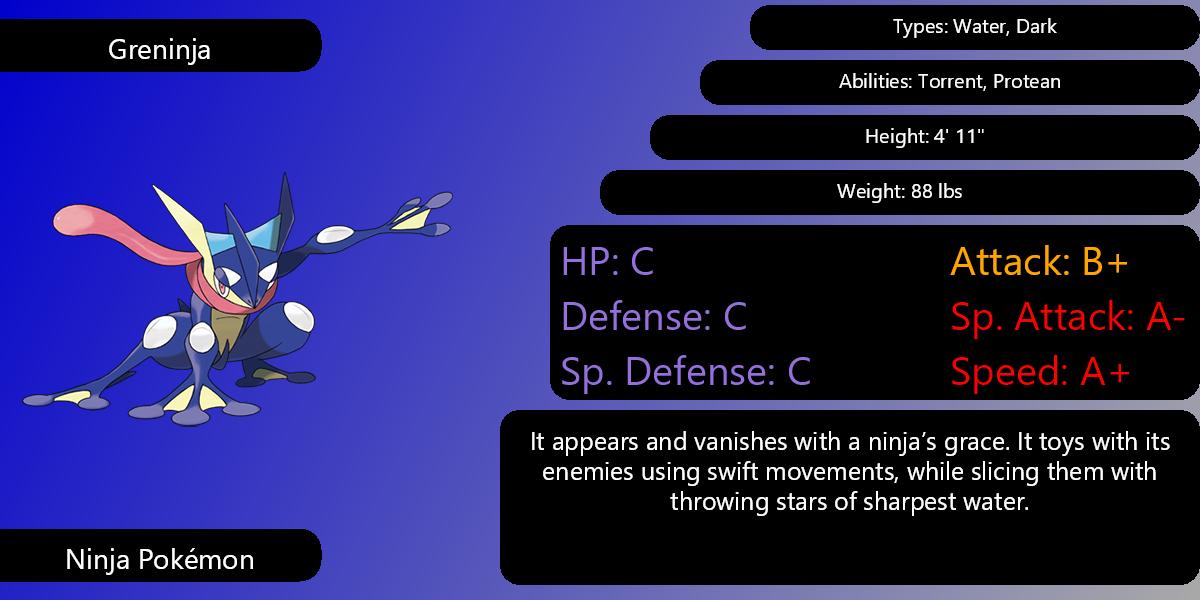 Greninja
Types: Water, Dark
Abilities: Torrent, Protean
Height: 4' 11"
Weight: 88 lbs
HP: C
Attack: B+
Defense: C
Sp. Attack: A-
Sp. Defense: C
Speed: A+
It appears and vanishes with a ninja’s grace. It toys with its
enemies using swift movements, while slicing them with
throwing stars of sharpest water.
Ninja Pokémon